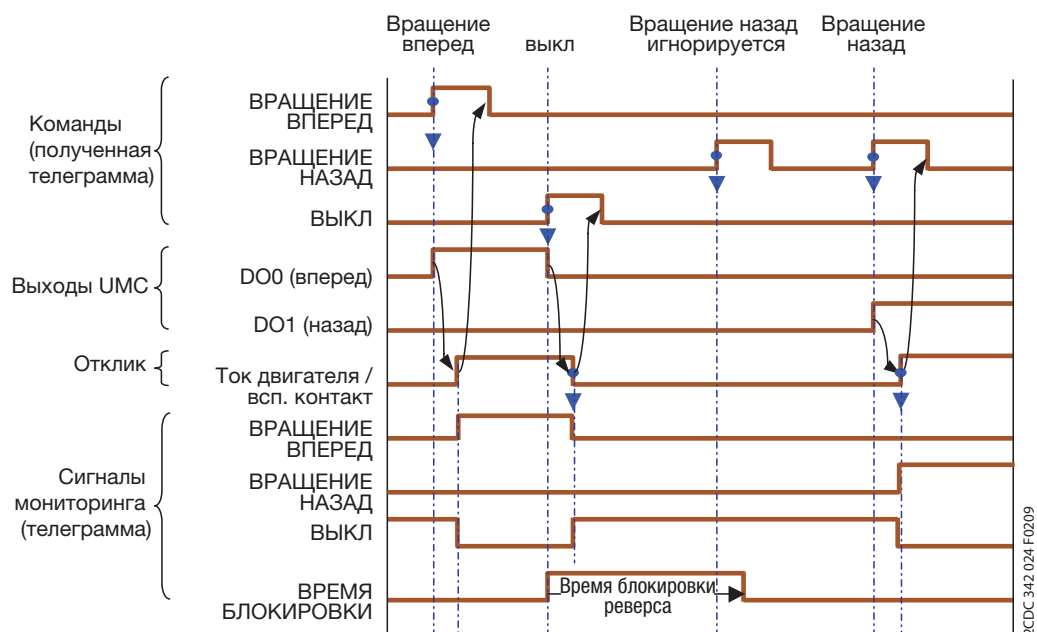 Вращение
вперед
выкл
Вращение назад
игнорируется
Вращение
назад
Команды
(полученная
телеграмма)
ВРАЩЕНИЕ
ВПЕРЕД
ВРАЩЕНИЕ
НАЗАД
ВЫКЛ
Выходы UMC
DO0 (вперед)
DO1 (назад)
Отклик
Ток двигателя /
всп. контакт
Сигналы
мониторинга
(телеграмма)
ВРАЩЕНИЕ
ВПЕРЕД
ВРАЩЕНИЕ
НАЗАД
ВЫКЛ
ВРЕМЯ
БЛОКИРОВКИ
Время блокировки
реверса
2CDC 342 024 F0209